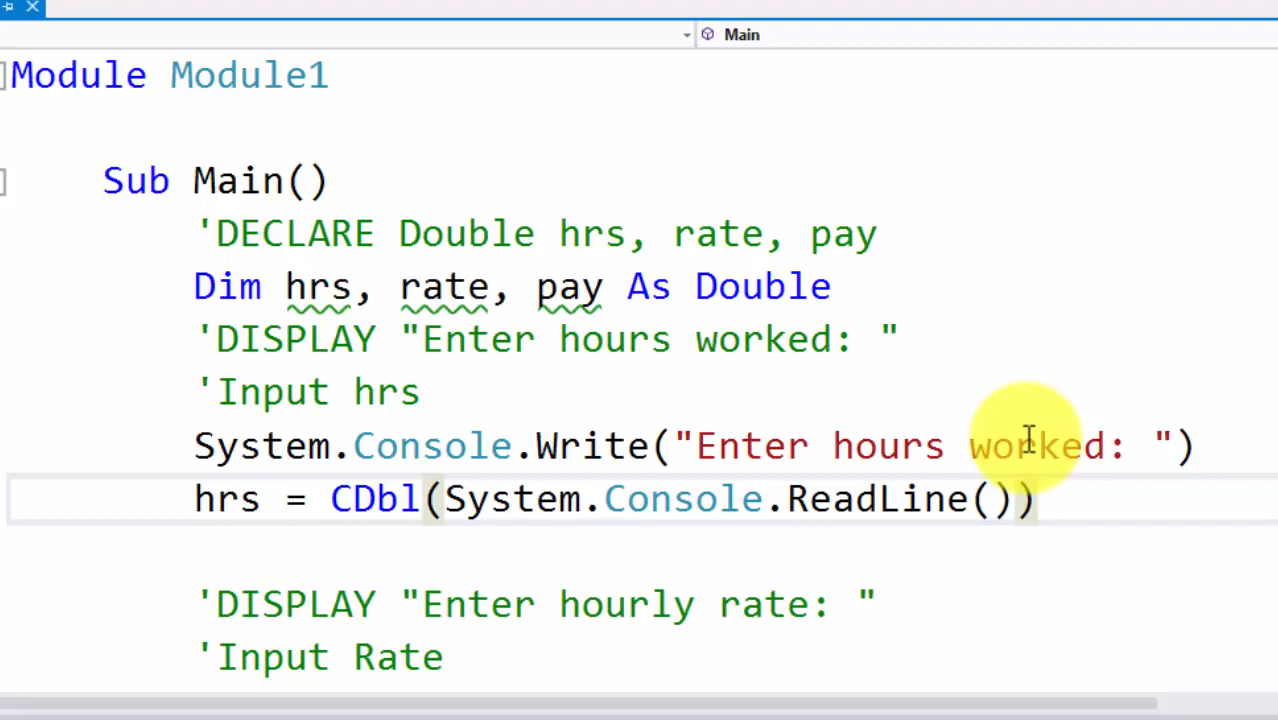 Main
Module Module1
Sub Main()
'DECLARE Double hrs, rate, pay
Dim hrs, rate, pay As Double
'DISPLAY "Enter hours worked: "
'Input hrs
System.Console.Write("Enter hours worked: ")
hrs = CDbl(System.Console.ReadLine())
'DISPLAY "Enter hourly rate: "
'Input Rate